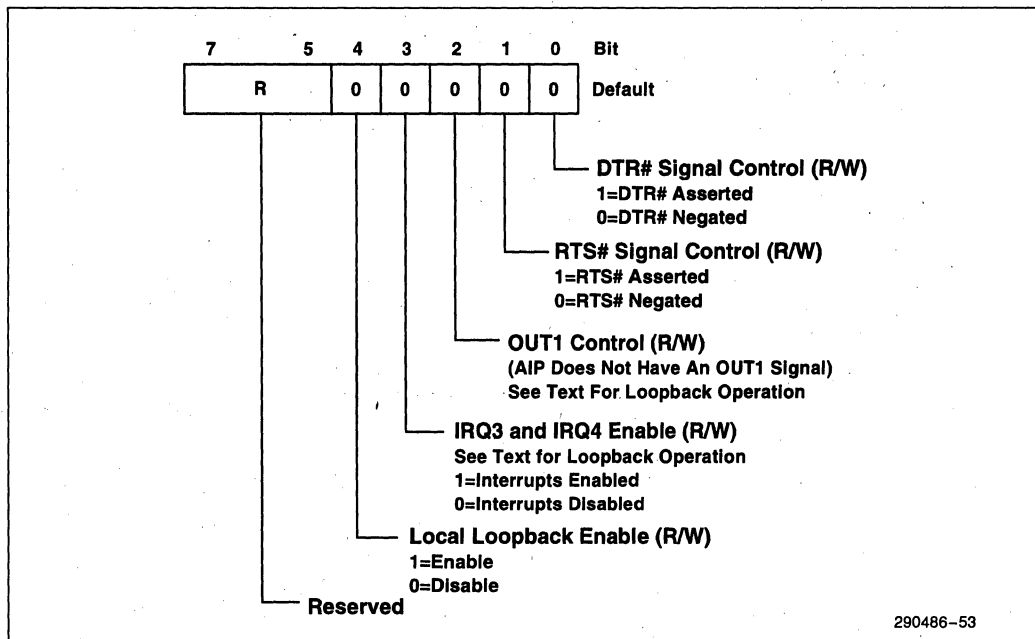 7 5 4 3 2 1 0 Bit
R 0 0 0 0 0 Default
DTR# Signal Control (R/W)
1=DTR# Asserted
0=DTR# Negated
RTS# Signal Control (R/W)
1=RTS# Asserted
0=RTS# Negated
OUT1 Control (R/W)
(AIP Does Not Have An OUT1 Signal)
See Text For Loopback Operation
IRQ3 and IRQ4 Enable (R/W)
See Text for Loopback Operation
1=Interrupts Enabled
0=Interrupts Disabled
Local Loopback Enable (R/W)
1=Enable
0=Disable
Reserved
290486–53